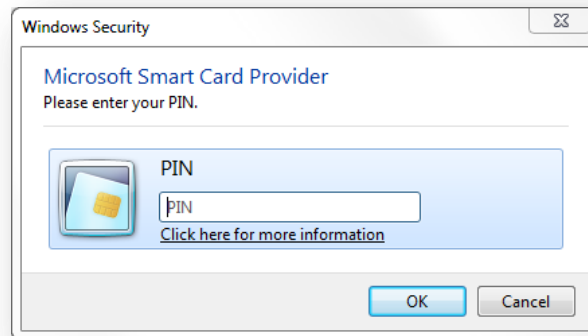 Windows Security
Microsoft Smart Card Provider
Please enter your PIN.
PIN
PIN
Click here for more information
OK
Cancel